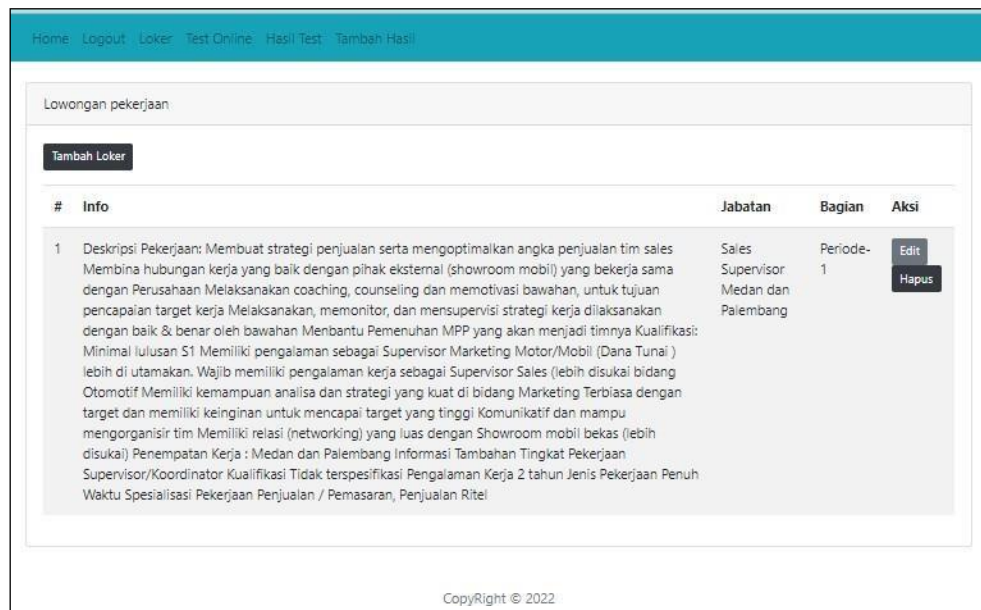 Home Logout Loker Test Online Hasil Test Tambah Hasil
Lowongan pekerjaan
Tambah Loker
# Info Jabatan Bagian Aksi
1 Deskripsi Pekerjaan: Membuat strategi penjualan serta mengoptimalkan angka penjualan tim sales
Membina hubungan kerja yang baik dengan pihak eksternal (showroom mobil) yang bekerja sama
dengan Perusahaan Melaksanakan coaching, counseling dan memotivasi bawahan, untuk tujuan
pencapaian target kerja Melaksanakan, memonitor, dan mensupervisi strategi kerja dilaksanakan
dengan baik & benar oleh bawahan Menbantu Pemenuhan MPP yang akan menjadi timnya Kualifikasi:
Minimal lulusan S1 Memiliki pengalaman sebagai Supervisor Marketing Motor/Mobil (Dana Tunai )
lebih di utamakan. Wajib memiliki pengalaman kerja sebagai Supervisor Sales (lebih disukai bidang
Otomotif Memiliki kemampuan analisa dan strategi yang kuat di bidang Marketing Terbiasa dengan
target dan memiliki keinginan untuk mencapai target yang tinggi Komunikatif dan mampu
mengorganisir tim Memiliki relasi (networking) yang luas dengan Showroom mobil bekas (lebih
disukai) Penempatan Kerja : Medan dan Palembang Informasi Tambahan Tingkat Pekerjaan
Supervisor/Koordinator Kualifikasi Tidak terspesifikasi Pengalaman Kerja 2 tahun Jenis Pekerjaan Penuh
Waktu Spesialisasi Pekerjaan Penjualan / Pemasaran, Penjualan Ritel
Sales
Supervisor
Medan dan
Palembang
Periode-
1
Edit
Hapus
CopyRight © 2022